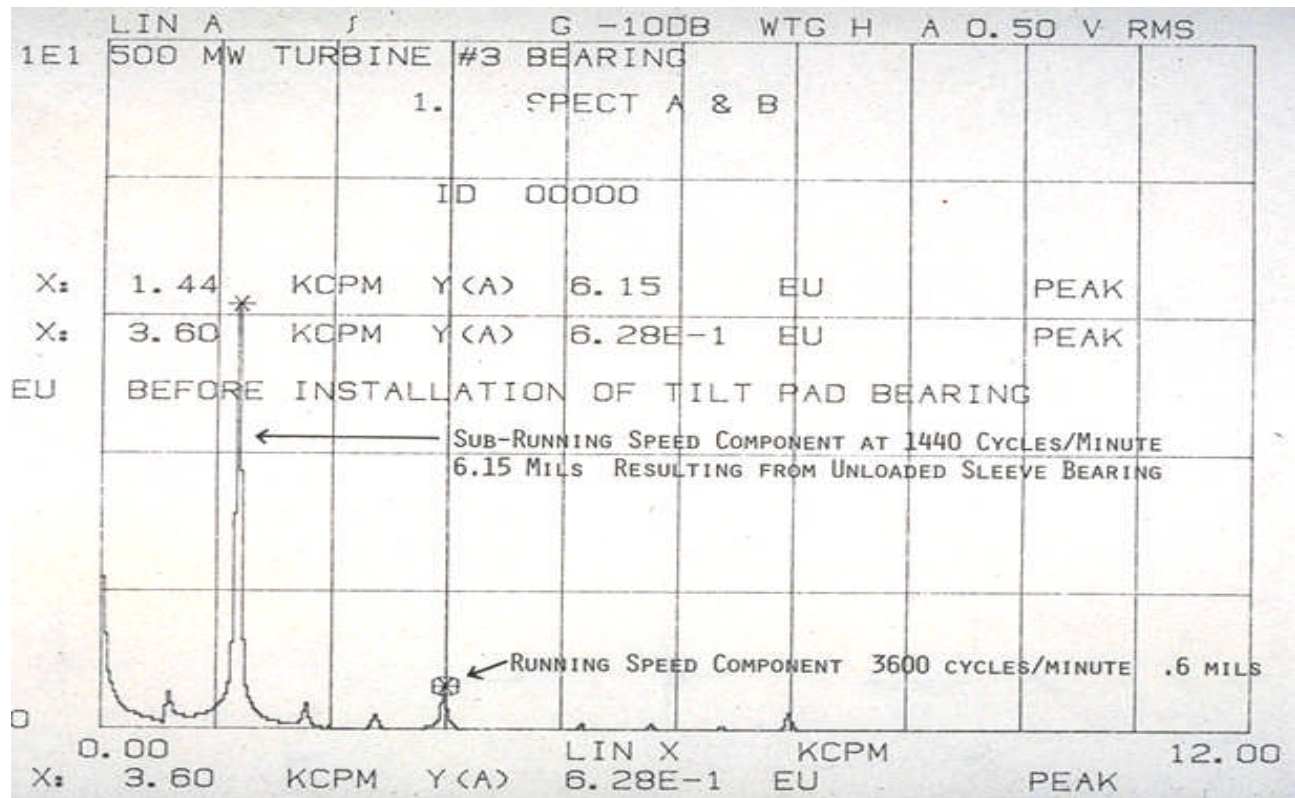 LIN A ∫ G -10DB WTG H A 0.50 V RMS
1E1 500 MW TURBINE #3 BEARING
1. SPECT A & B
ID 00000
X: 1.44 KCPM Y(A) 6.15 EU PEAK
X: 3.60 KCPM Y(A) 6.28E-1 EU PEAK
EU BEFORE INSTALLATION OF TILT PAD BEARING
SUB-RUNNING SPEED COMPONENT AT 1440 CYCLES/MINUTE
6.15 MILS RESULTING FROM UNLOADED SLEEVE BEARING
RUNNING SPEED COMPONENT 3600 CYCLES/MINUTE .6 MILS
0
0.00 LIN X KCPM 12.00
X: 3.60 KCPM Y(A) 6.28E-1 EU PEAK